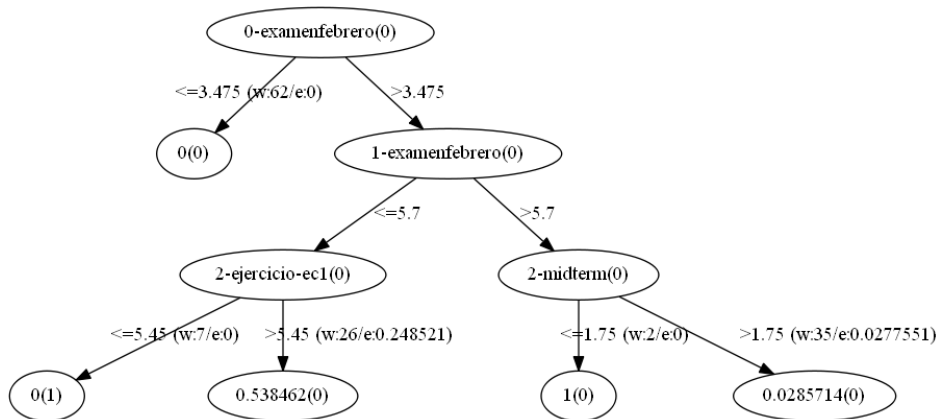 0-examenfebrero(0)
<=3.475 (w:62/e:0)
>3.475
0(0)
1-examenfebrero(0)
<=5.7
>5.7
2-ejercicio-ec1(0)
2-midterm(0)
<=5.45 (w:7/e:0)
>5.45 (w:26/e:0.248521)
<=1.75 (w:2/e:0)
>1.75 (w:35/e:0.0277551)
0(1)
0.538462(0)
1(0)
0.0285714(0)